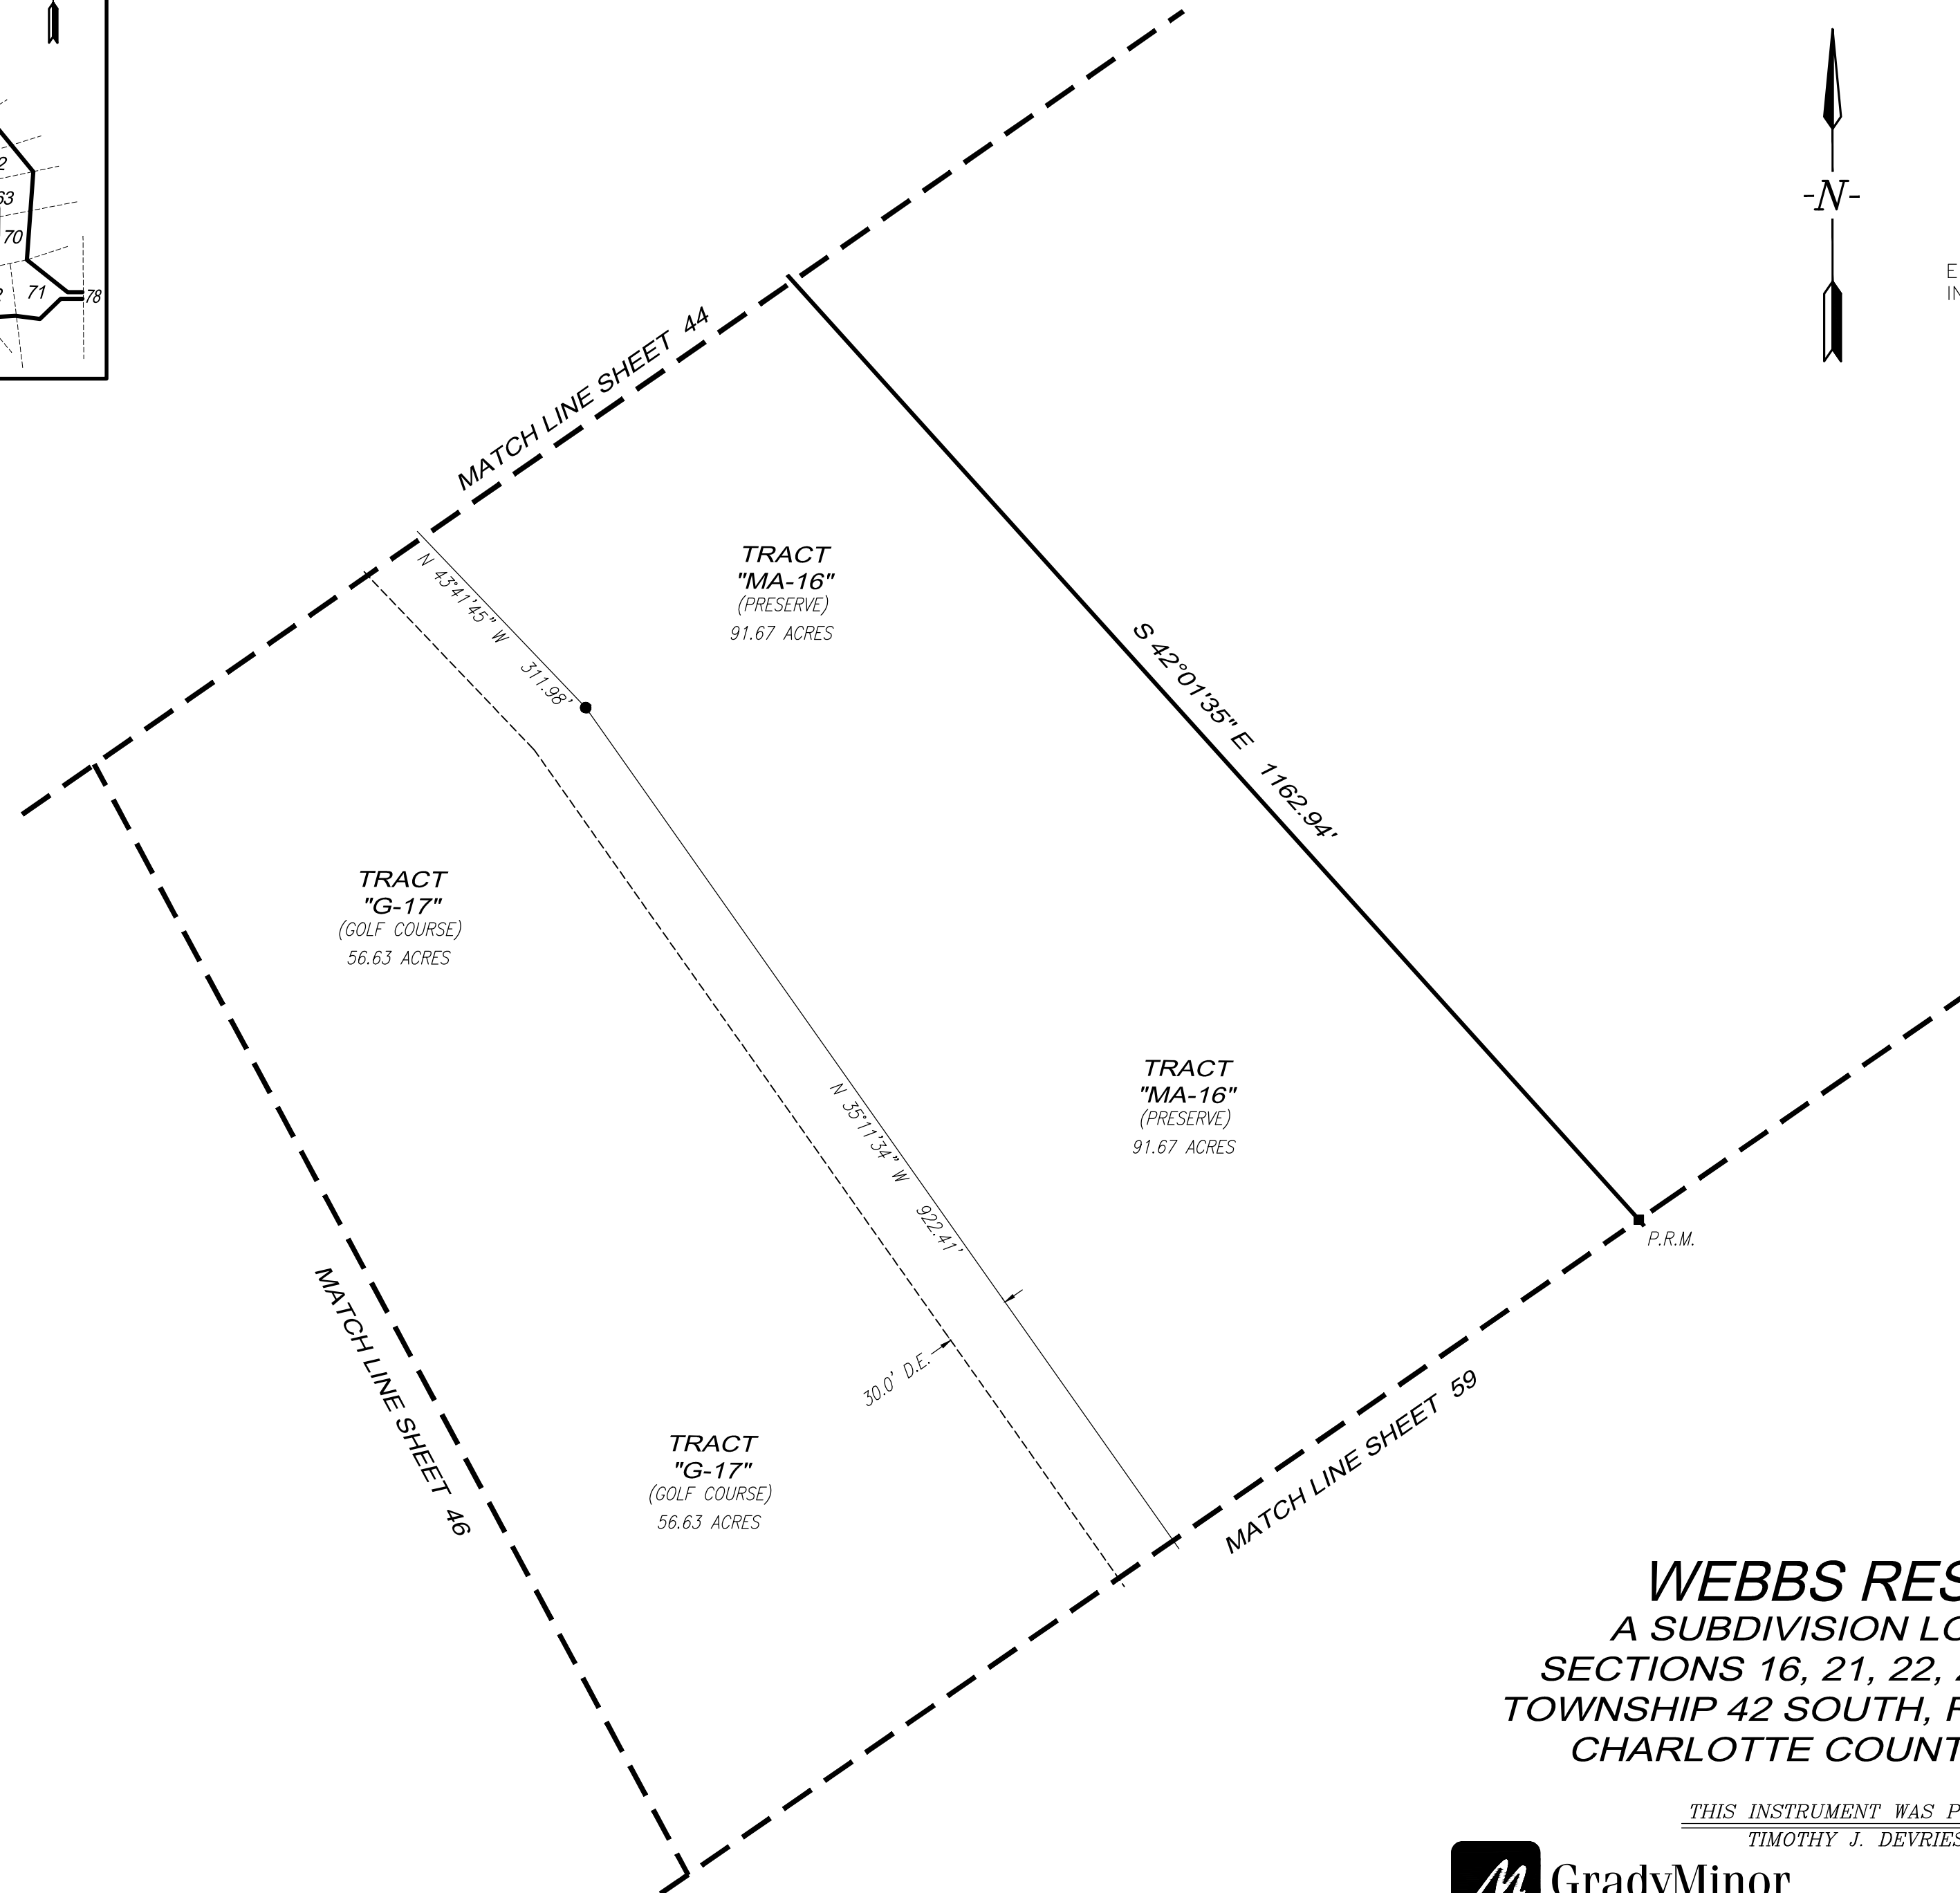 63
70
71
78
-N-
MATCH LINE SHEET 44
N 43°41'45" W 311.98'
TRACT
"MA-16"
(PRESERVE)
91.67 ACRES
S 42°01'35" E 1162.94'
TRACT
"G-17"
(GOLF COURSE)
56.63 ACRES
N 35°11'34" W 922.41'
TRACT
"MA-16"
(PRESERVE)
91.67 ACRES
P.R.M.
MATCH LINE SHEET 46
30.0' D.E.
MATCH LINE SHEET 59
TRACT
"G-17"
(GOLF COURSE)
56.63 ACRES
WEBBS RES
A SUBDIVISION LO
SECTIONS 16, 21, 22,
TOWNSHIP 42 SOUTH,
CHARLOTTE COUNT
THIS INSTRUMENT WAS P
TIMOTHY J. DEVRIES
GradyMinor